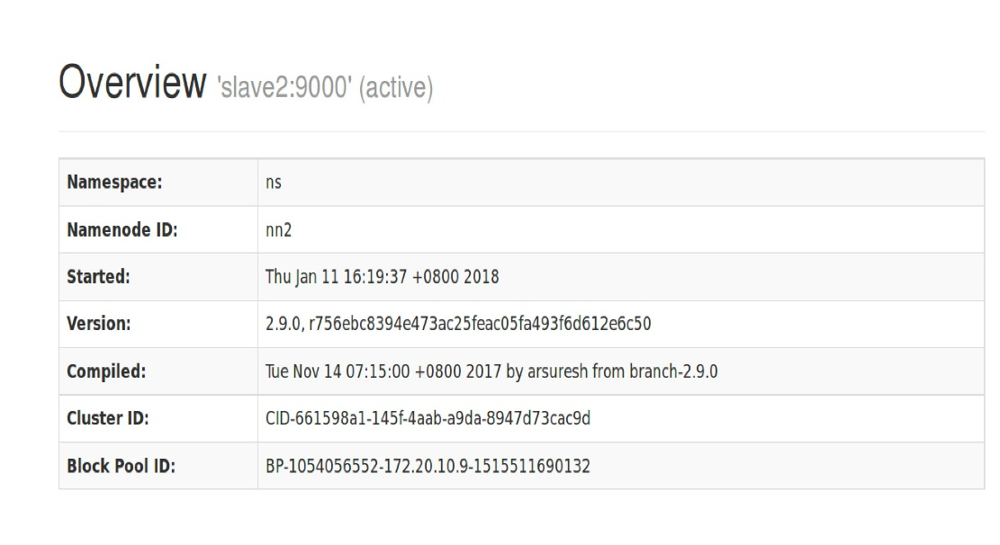 Overview 'slave2:9000' (active)
Namespace: ns
Namenode ID: nn2
Started: Thu Jan 11 16:19:37 +0800 2018
Version: 2.9.0, r756ebc8394e473ac25feac05fa493f6d612e6c50
Compiled: Tue Nov 14 07:15:00 +0800 2017 by arsuresh from branch-2.9.0
Cluster ID: CID-661598a1-145f-4aab-a9da-8947d73cac9d
Block Pool ID: BP-1054056552-172.20.10.9-1515511690132